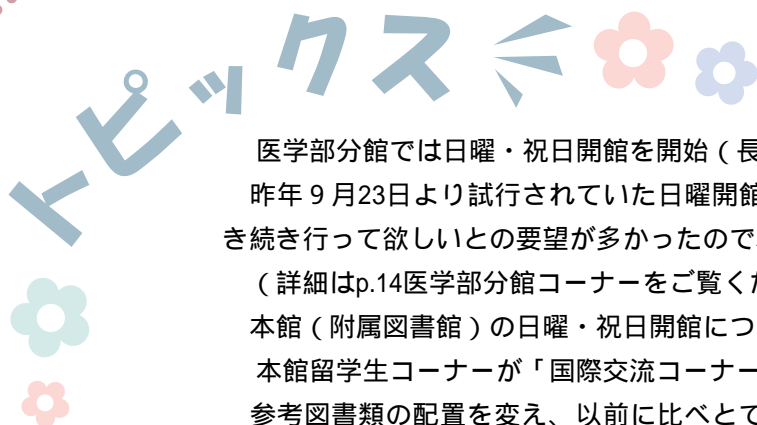 トピックス
医学部分館では日曜・祝日開館を開始(長
昨年9月23日より試行されていた日曜開館
き続き行って欲しいとの要望が多かったので
(詳細はp.14医学部分館コーナーをご覧くだ
本館(附属図書館)の日曜・祝日開館につ
本館留学生コーナーが「国際交流コーナー
参考図書類の配置を変え、以前に比べとて